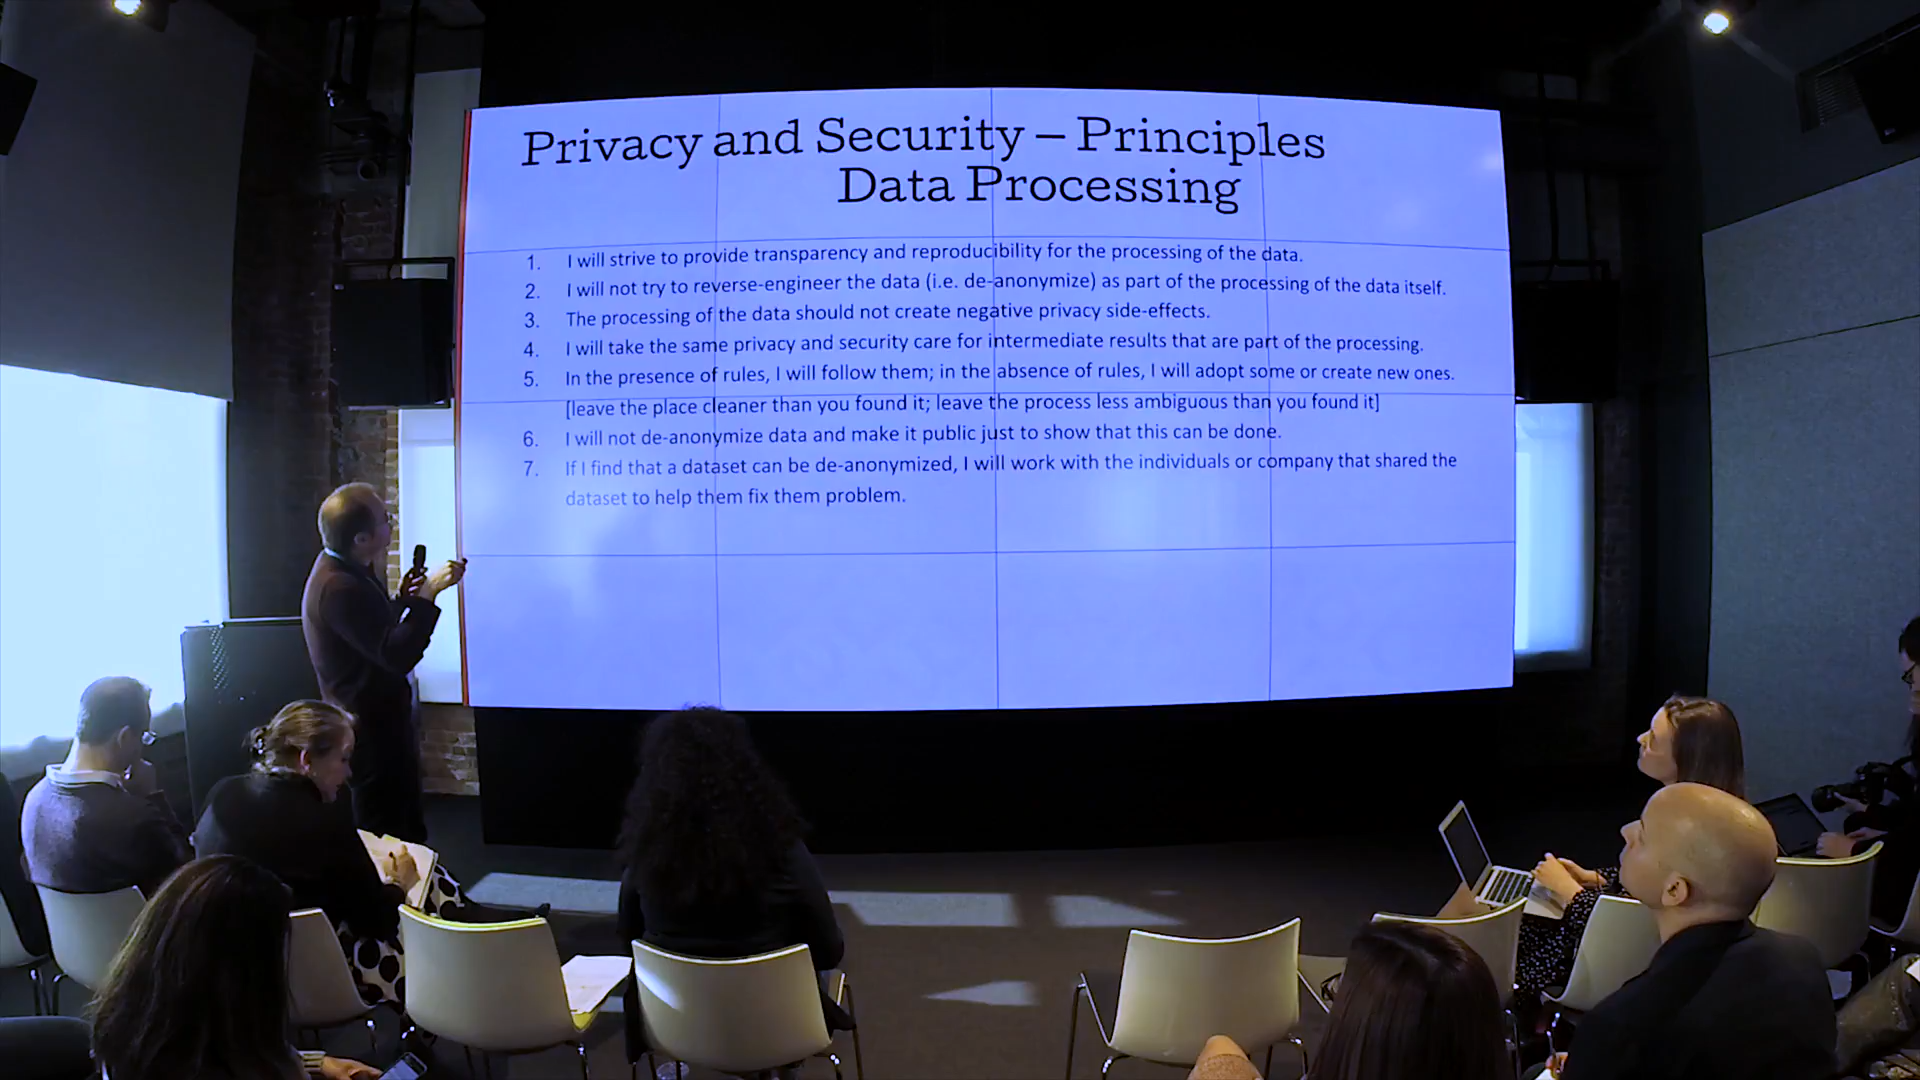 Privacy and Security – Principles
Data Processing
1. I will strive to provide transparency and reproducibility for the processing of the data.
2. I will not try to reverse-engineer the data (i.e. de-anonymize) as part of the processing of the data itself.
3. The processing of the data should not create negative privacy side-effects.
4. I will take the same privacy and security care for intermediate results that are part of the processing.
5. In the presence of rules, I will follow them; in the absence of rules, I will adopt some or create new ones.
[leave the place cleaner than you found it; leave the process less ambiguous than you found it]
6. I will not de-anonymize data and make it public just to show that this can be done.
7. If I find that a dataset can be de-anonymized, I will work with the individuals or company that shared the
dataset to help them fix them problem.